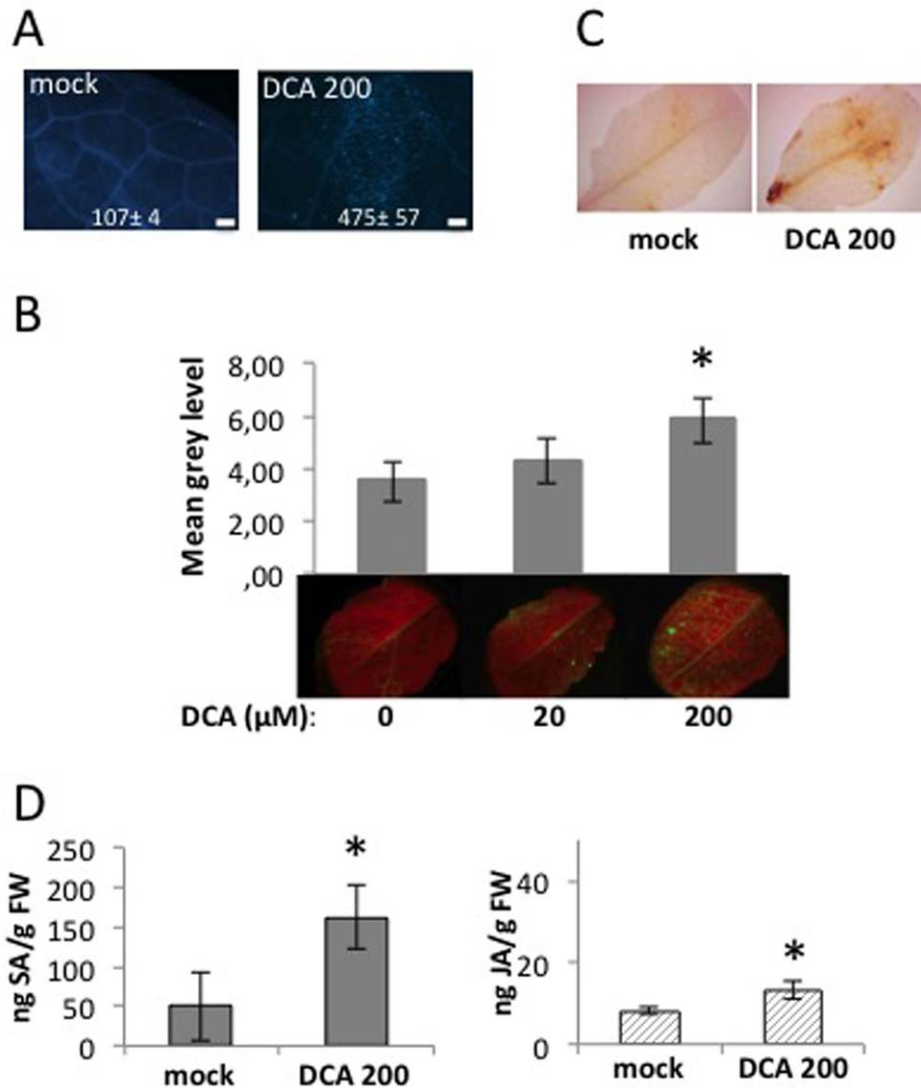 A
mock
107± 4
DCA 200
475± 57
C
mock
DCA 200
B
Mean grey level
8,00
6,00
4,00
2,00
,00
*
DCA (µM): 0 20 200
D
ng SA/g FW
250
200
150
100
50
0
*
mock DCA 200
ng JA/g FW
40
20
0
*
mock DCA 200